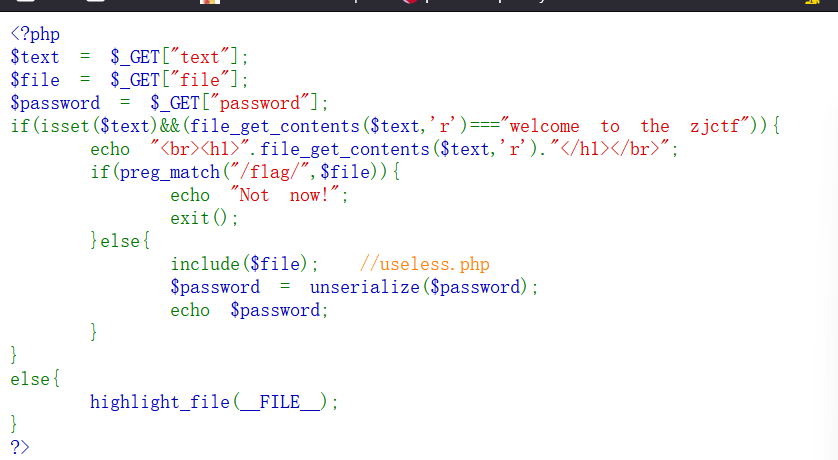 <?php
$text = $_GET["text"];
$file = $_GET["file"];
$password = $_GET["password"];
if(isset($text)&&(file_get_contents($text,'r')==="welcome to the zjctf")){
echo "<br><h1>".file_get_contents($text,'r')."</h1></br>";
if(preg_match("/flag/",$file)){
echo "Not now!";
exit();
}else{
include($file); //useless.php
$password = unserialize($password);
echo $password;
}
}
else{
highlight_file(__FILE__);
}
?>